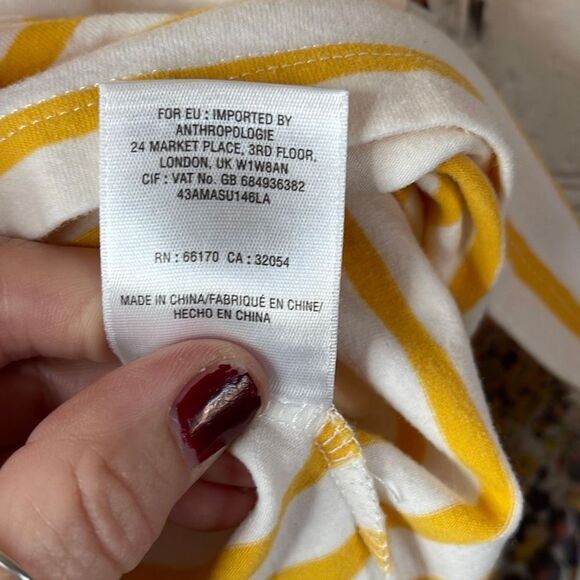 FOR EU : IMPORTED BY
ANTHROPOLOGIE
24 MARKET PLACE, 3RD FLOOR,
LONDON, UK W1W8AN
CIF : VAT No. GB 684936382
43AMASU146LA
RN : 66170 CA : 32054
MADE IN CHINA/FABRIQUÉ EN CHINE/
HECHO EN CHINA